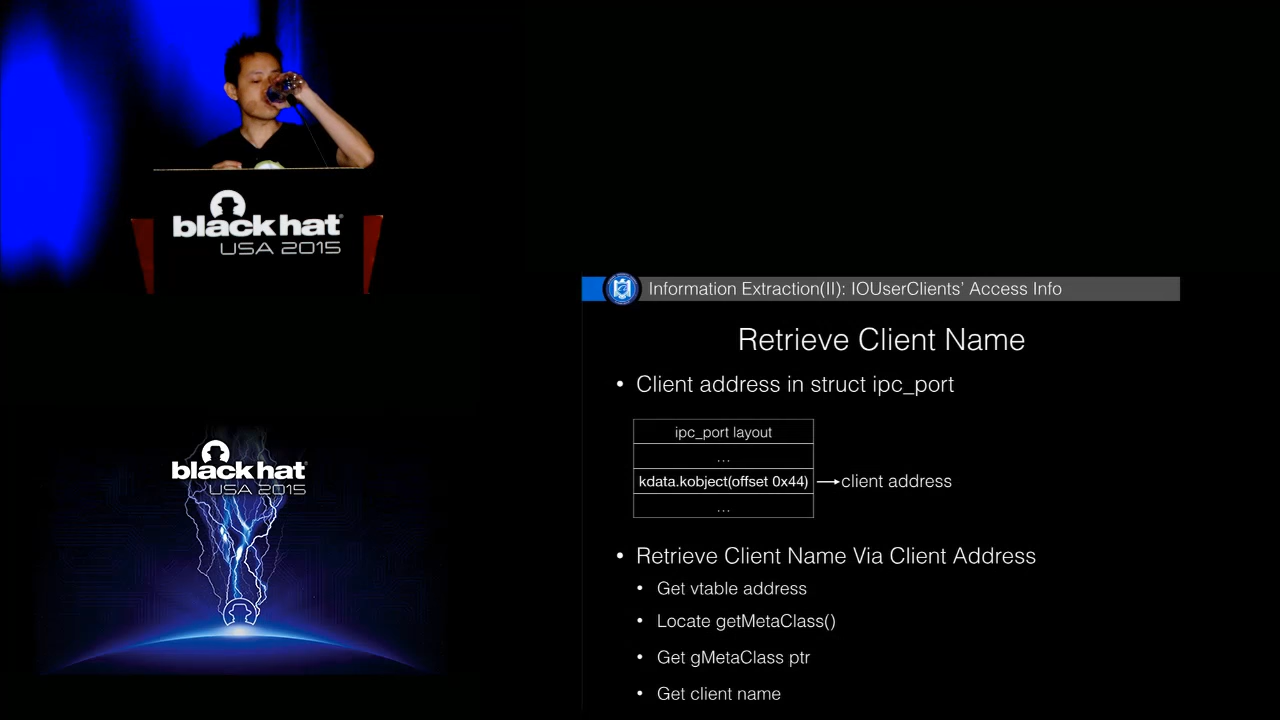 black hat
USA 2015
black hat
USA 2015
Information Extraction(II): IOUserClients' Access Info
Retrieve Client Name
• Client address in struct ipc_port
ipc_port layout
...
kdata.kobject(offset 0x44)
client address
...
• Retrieve Client Name Via Client Address
• Get vtable address
• Locate getMetaClass()
• Get gMetaClass ptr
• Get client name